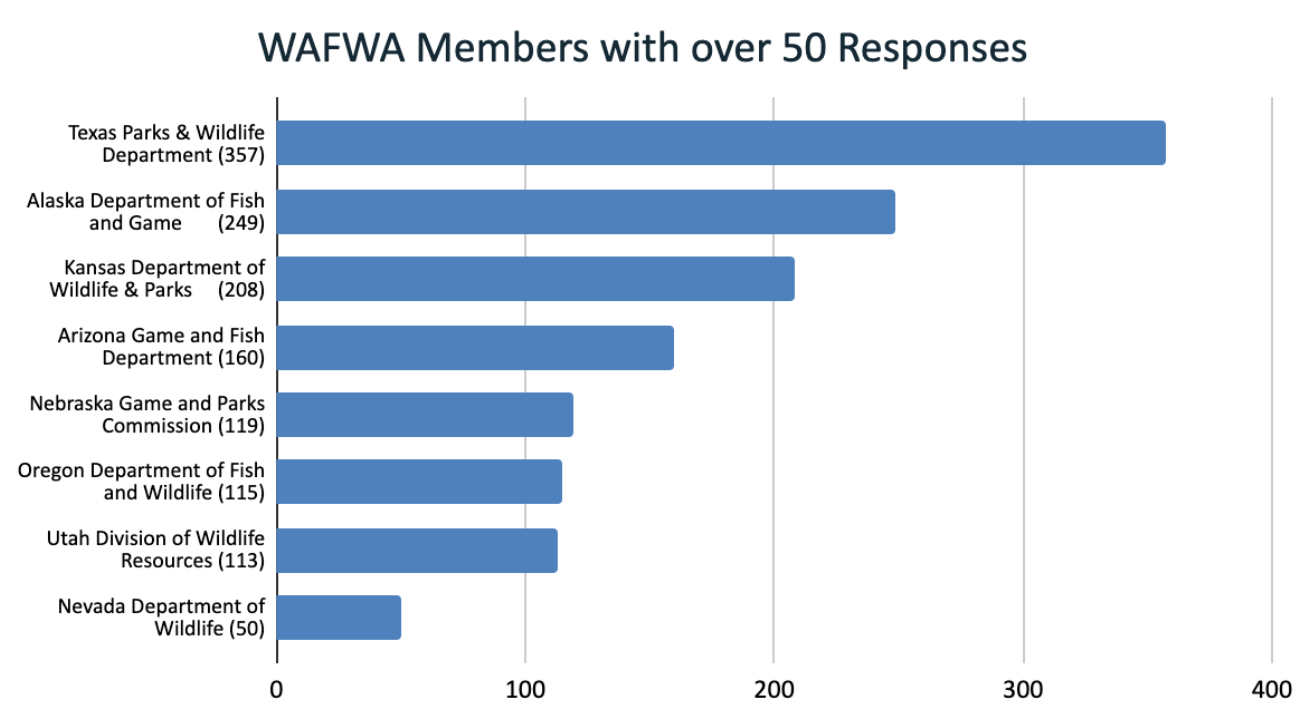 WAFWA Members with over 50 Responses
Texas Parks & Wildlife
Department (357)
Alaska Department of Fish
and Game (249)
Kansas Department of
Wildlife & Parks (208)
Arizona Game and Fish
Department (160)
Nebraska Game and Parks
Commission (119)
Oregon Department of Fish
and Wildlife (115)
Utah Division of Wildlife
Resources (113)
Nevada Department of
Wildlife (50)
0 100 200 300 400